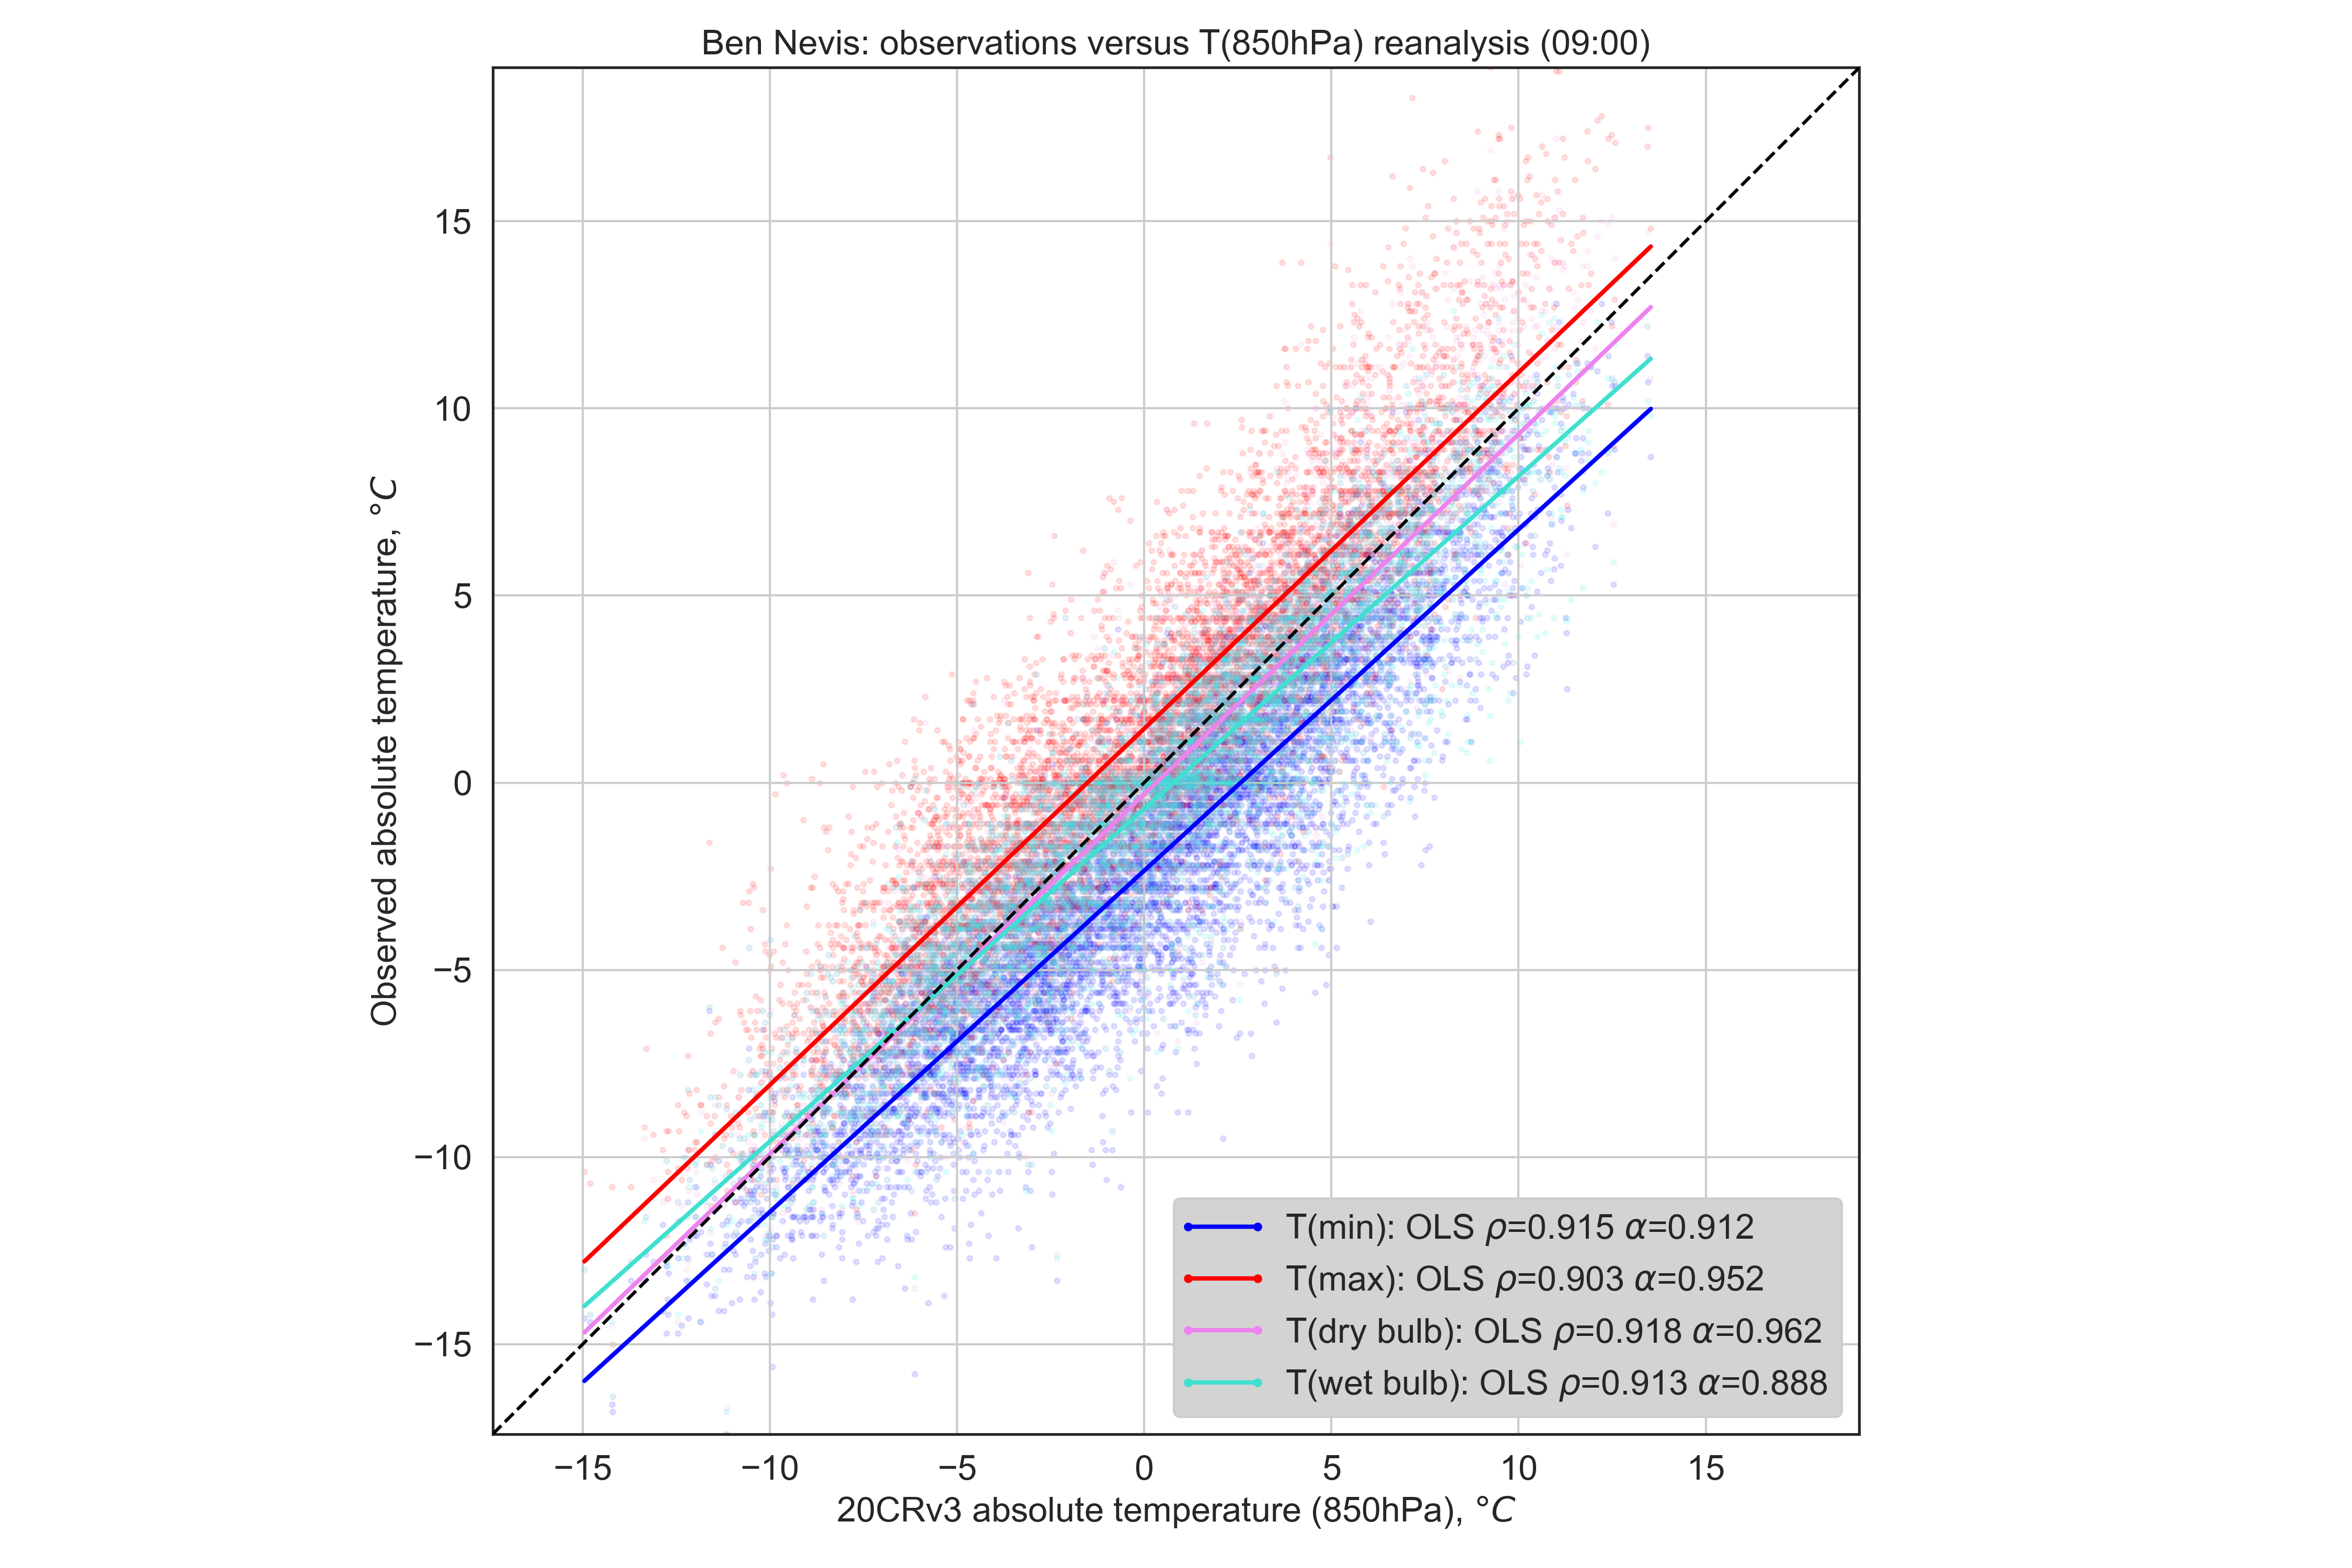 Ben Nevis: observations versus T(850hPa) reanalysis (09:00)
Observed absolute temperature, °C
15
10
5
0
−5
−10
−15
T(min): OLS ρ=0.915 α=0.912
T(max): OLS ρ=0.903 α=0.952
T(dry bulb): OLS ρ=0.918 α=0.962
T(wet bulb): OLS ρ=0.913 α=0.888
−15 −10 −5 0 5 10 15
20CRv3 absolute temperature (850hPa), °C